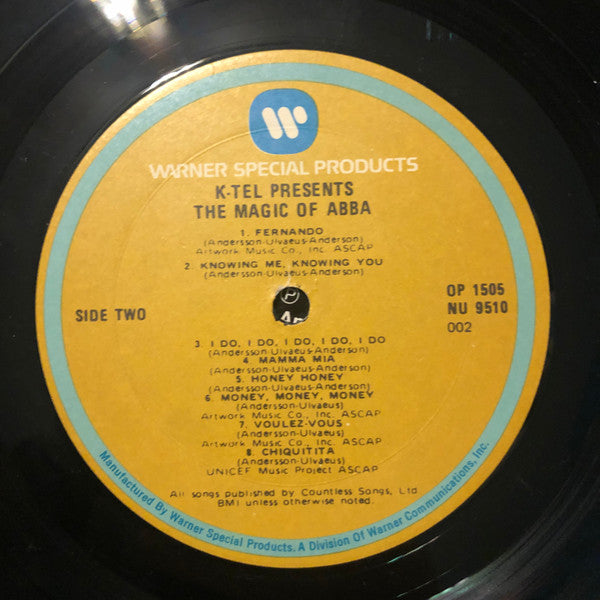 WARNER SPECIAL PRODUCTS
K-TEL PRESENTS
THE MAGIC OF ABBA
1. FERNANDO
(Andersson-Ulvaeus-Anderson)
Artwork Music Co., Inc. ASCAP
2. KNOWING ME, KNOWING YOU
(Andersson-Ulvaeus-Anderson)
SIDE TWO
OP 1505
NU 9510
002
3. I DO, I DO, I DO, I DO, I DO
(Andersson-Ulvaeus-Anderson)
4. MAMMA MIA
(Andersson-Ulvaeus-Anderson)
5. HONEY HONEY
(Andersson-Ulvaeus-Anderson)
6. MONEY, MONEY, MONEY
(Andersson-Ulvaeus)
Artwork Music Co., Inc. ASCAP
7. VOULEZ-VOUS
(Andersson-Ulvaeus)
Artwork Music Co., Inc. ASCAP
8. CHIQUITITA
(Andersson-Ulvaeus)
UNICEF Music Project ASCAP
All songs published by Countless Songs, Ltd
BMI unless otherwise noted.
Manufactured By Warner Special Products. A Division Of Warner Communications, Inc.